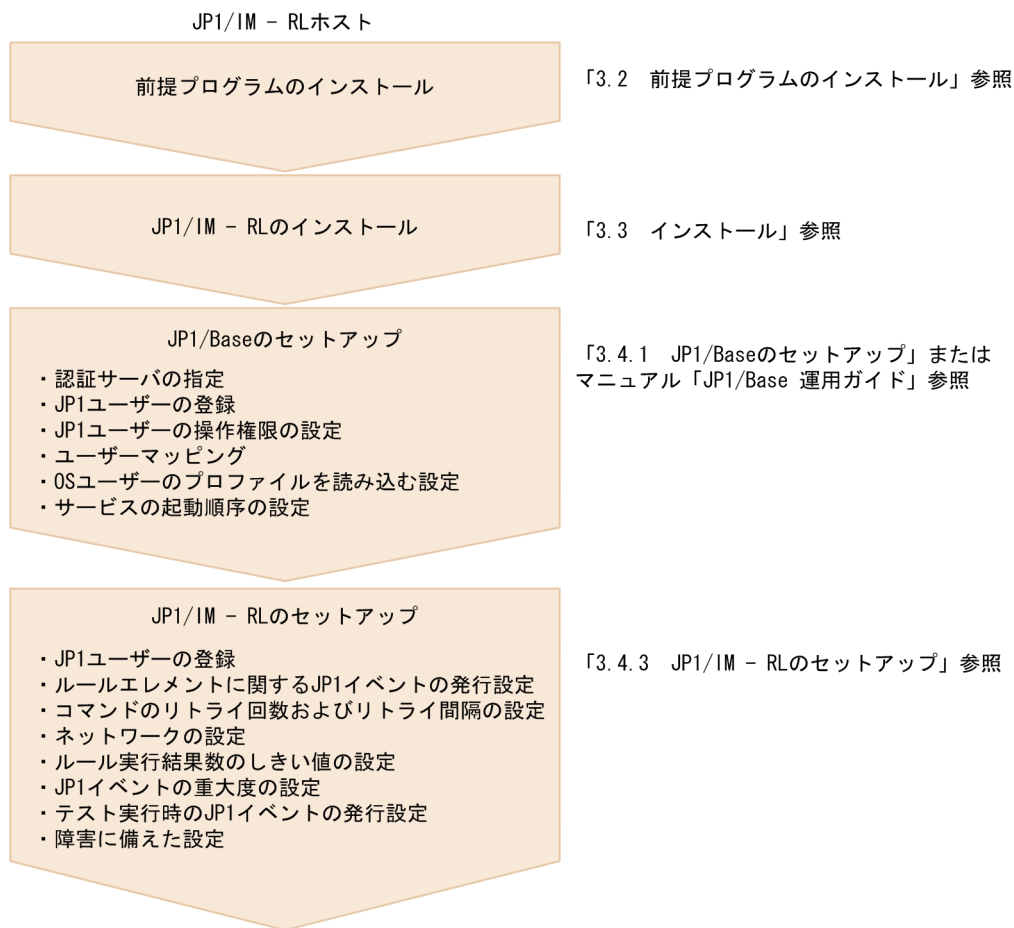 JP1/IM - RLホスト
前提プログラムのインストール
「3.2 前提プログラムのインストール」参照
JP1/IM - RLのインストール
「3.3 インストール」参照
JP1/Baseのセットアップ
・認証サーバの指定
・JP1ユーザーの登録
・JP1ユーザーの操作権限の設定
・ユーザーマッピング
・OSユーザーのプロファイルを読み込む設定
・サービスの起動順序の設定
「3.4.1 JP1/Baseのセットアップ」または
マニュアル「JP1/Base 運用ガイド」参照
JP1/IM - RLのセットアップ
・JP1ユーザーの登録
・ルールエレメントに関するJP1イベントの発行設定
・コマンドのリトライ回数およびリトライ間隔の設定
・ネットワークの設定
・ルール実行結果数のしきい値の設定
・JP1イベントの重大度の設定
・テスト実行時のJP1イベントの発行設定
・障害に備えた設定
「3.4.3 JP1/IM - RLのセットアップ」参照